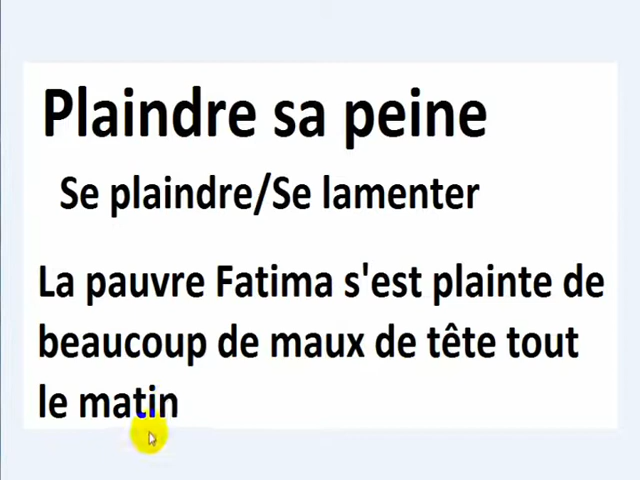 Plaindre sa peine
Se plaindre/Se lamenter
La pauvre Fatima s'est plainte de
beaucoup de maux de tête tout
le matin